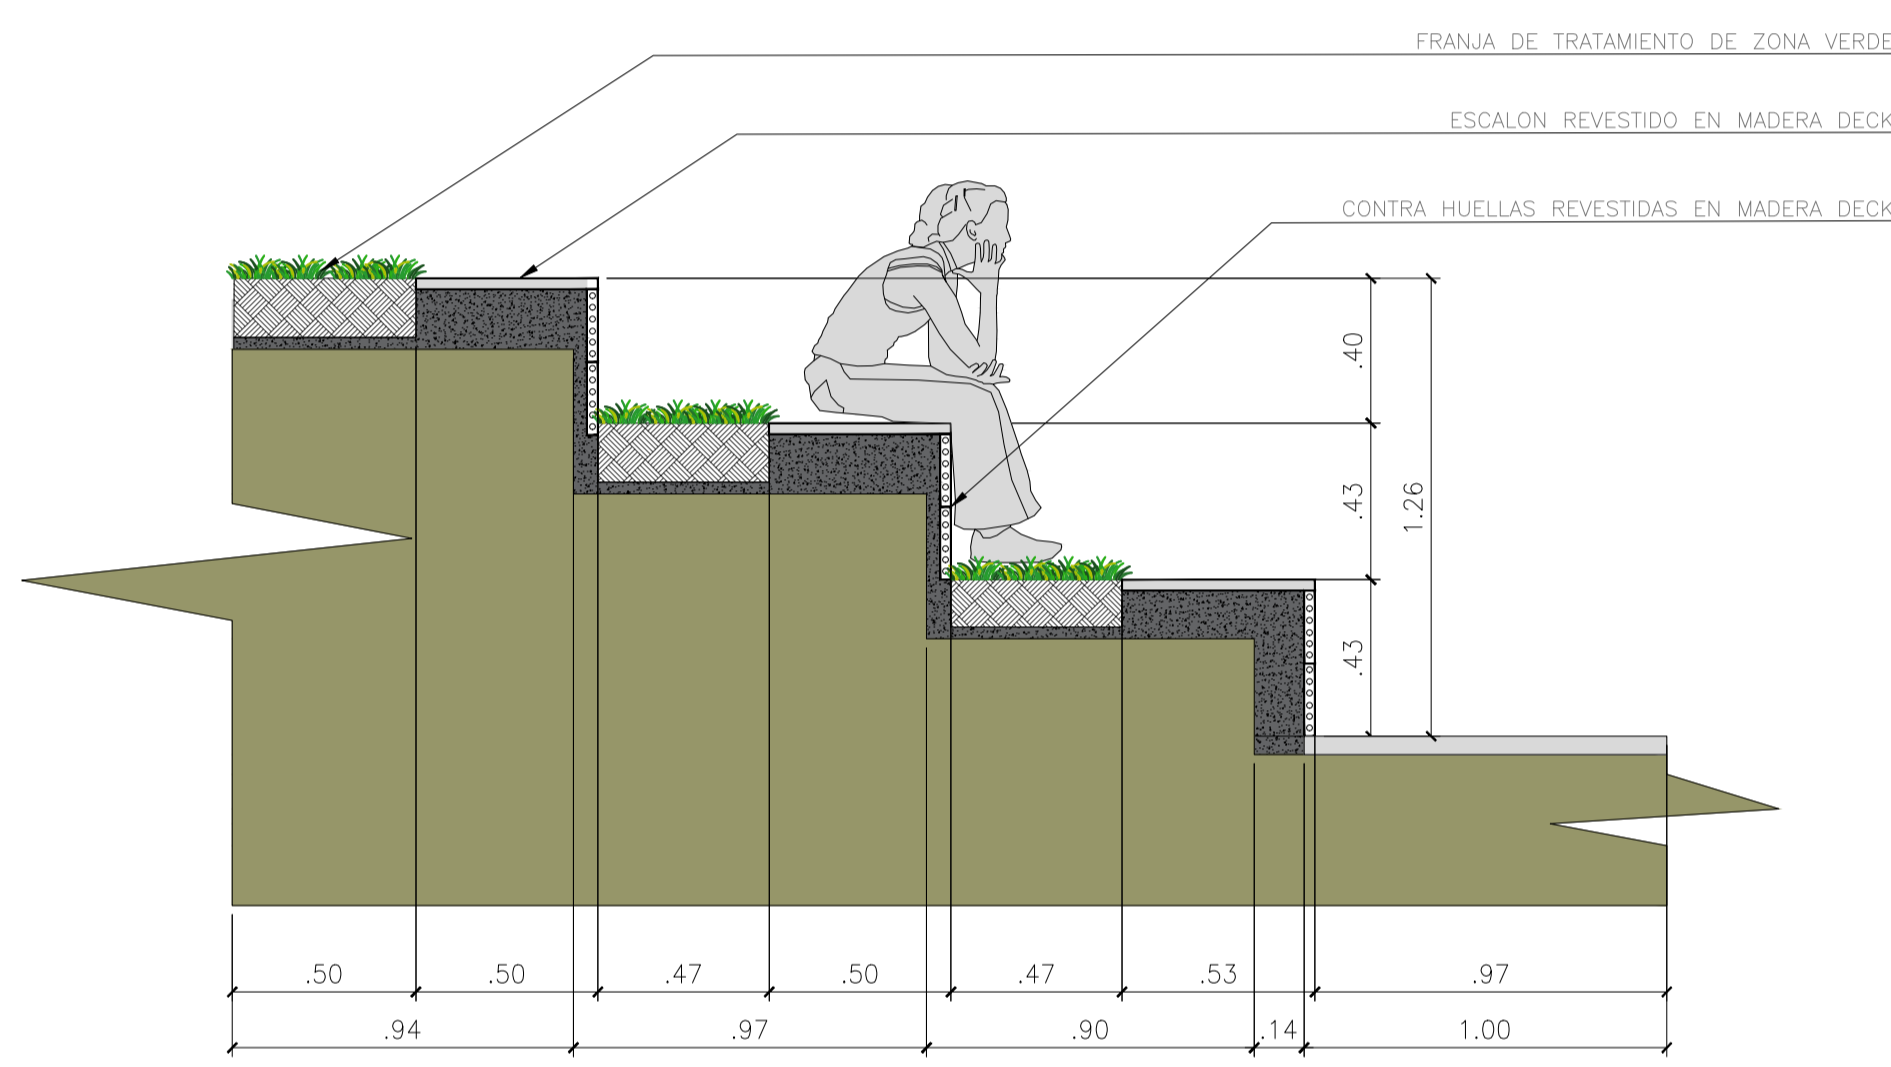 FRANJA DE TRATAMIENTO DE ZONA VERDE
ESCALON REVESTIDO EN MADERA DECK
CONTRA HUELLAS REVESTIDAS EN MADERA DECK
.40
.43
1.26
.43
.50 .50 .47 .50 .47 .53 .97
.94 .97 .90 .14 1.00